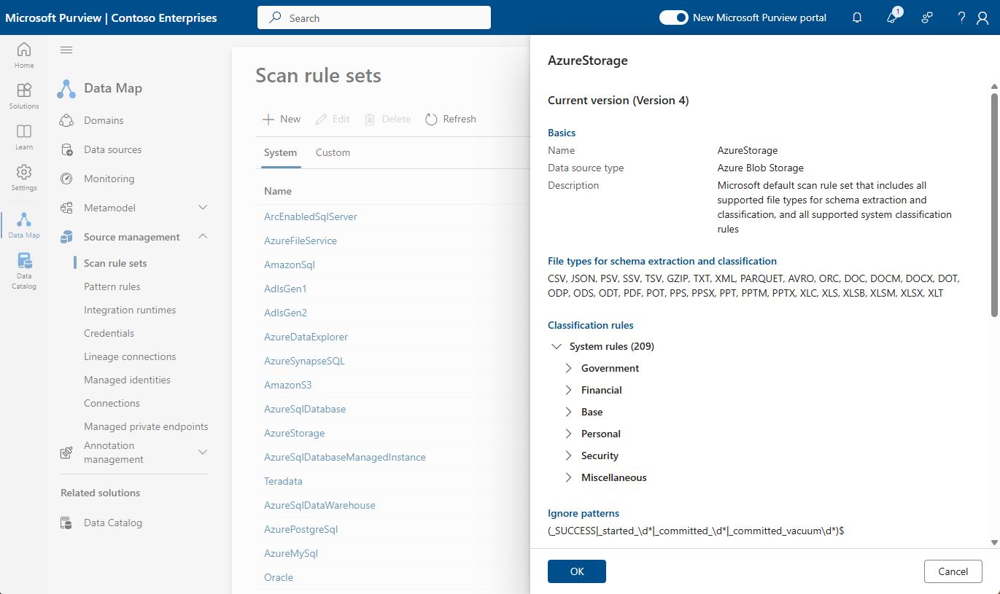 Microsoft Purview | Contoso Enterprises
Search
New Microsoft Purview portal
1
Home
Solutions
Learn
Settings
Data Map
Data
Catalog
Data Map
Domains
Data sources
Monitoring
Metamodel
Source management
Scan rule sets
Pattern rules
Integration runtimes
Credentials
Lineage connections
Managed identities
Connections
Managed private endpoints
Annotation
management
Related solutions
Data Catalog
Scan rule sets
New
Edit
Delete
Refresh
System
Custom
Name
ArcEnabledSqlServer
AzureFileService
AmazonSql
AdlsGen1
AdlsGen2
AzureDataExplorer
AzureSynapseSQL
AmazonS3
AzureSqlDatabase
AzureStorage
AzureSqlDatabaseManagedInstance
Teradata
AzureSqlDataWarehouse
AzurePostgreSql
AzureMySql
Oracle
AzureStorage
Current version (Version 4)
Basics
Name AzureStorage
Data source type Azure Blob Storage
Description Microsoft default scan rule set that includes all
supported file types for schema extraction and
classification, and all supported system classification
rules
File types for schema extraction and classification
CSV, JSON, PSV, SSV, TSV, GZIP, TXT, XML, PARQUET, AVRO, ORC, DOC, DOCM, DOCX, DOT,
ODP, ODS, ODT, PDF, POT, PPS, PPSX, PPT, PPTM, PPTX, XLC, XLS, XLSB, XLSM, XLSX, XLT
Classification rules
System rules (209)
Government
Financial
Base
Personal
Security
Miscellaneous
Ignore patterns
(_SUCCESS|_started_\d*|_committed_\d*|_committed_vacuum\d*)$
OK
Cancel